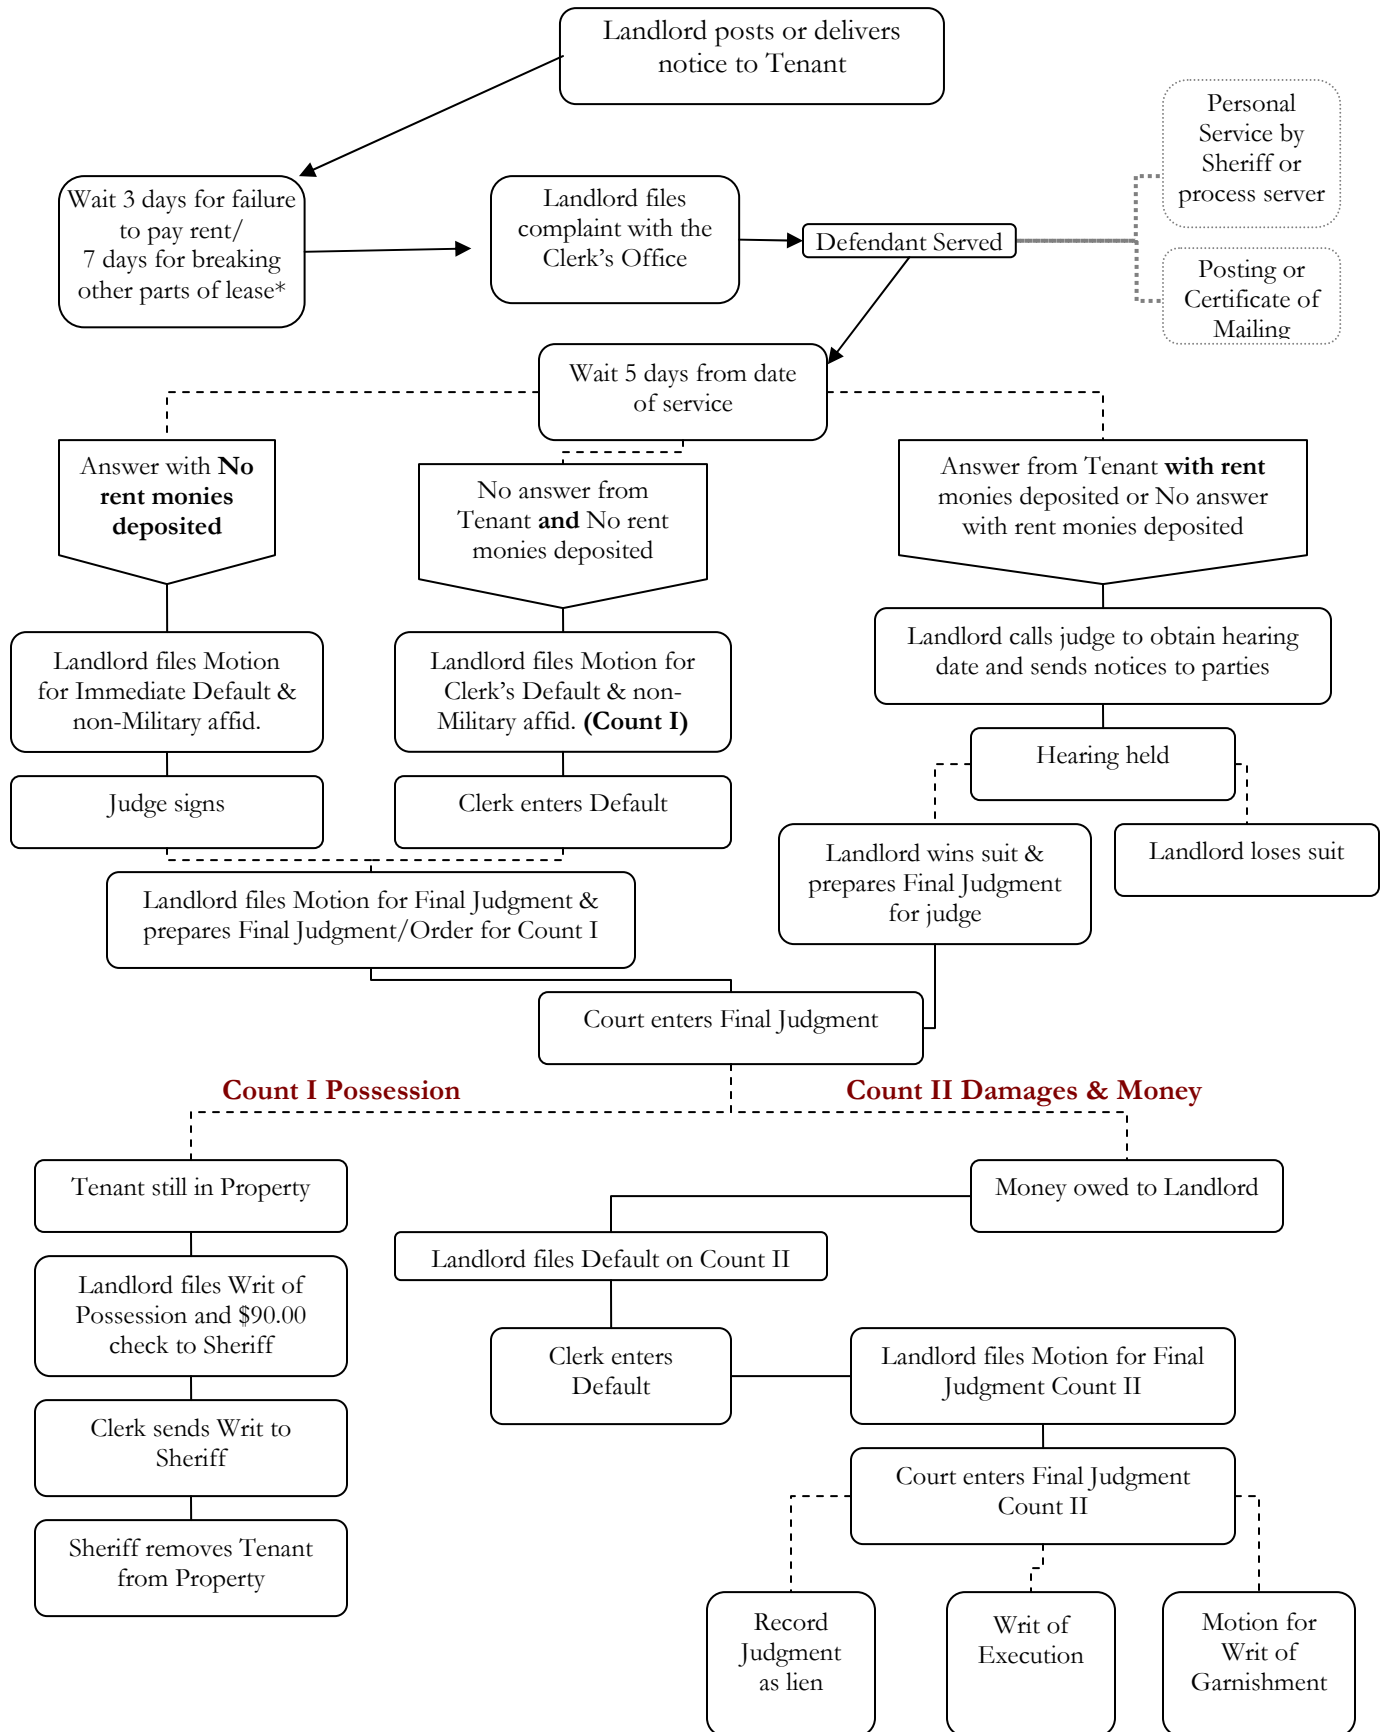 Landlord posts or delivers
notice to Tenant
Personal
Service by
Sheriff or
process server
Wait 3 days for failure
to pay rent/
7 days for breaking
other parts of lease*
Landlord files
complaint with the
Clerk’s Office
Defendant Served
Posting or
Certificate of
Mailing
Wait 5 days from date
of service
Answer with No
rent monies
deposited
No answer from
Tenant and No rent
monies deposited
Answer from Tenant with rent
monies deposited or No answer
with rent monies deposited
Landlord files Motion
for Immediate Default &
non-Military affid.
Landlord files Motion for
Clerk’s Default & non-
Military affid. (Count I)
Landlord calls judge to obtain hearing
date and sends notices to parties
Hearing held
Judge signs
Clerk enters Default
Landlord wins suit &
prepares Final Judgment
for judge
Landlord loses suit
Landlord files Motion for Final Judgment &
prepares Final Judgment/Order for Count I
Court enters Final Judgment
Count I Possession
Count II Damages & Money
Tenant still in Property
Money owed to Landlord
Landlord files Default on Count II
Landlord files Writ of
Possession and $90.00
check to Sheriff
Clerk enters
Default
Landlord files Motion for Final
Judgment Count II
Clerk sends Writ to
Sheriff
Court enters Final Judgment
Count II
Sheriff removes Tenant
from Property
Record
Judgment
as lien
Writ of
Execution
Motion for
Writ of
Garnishment